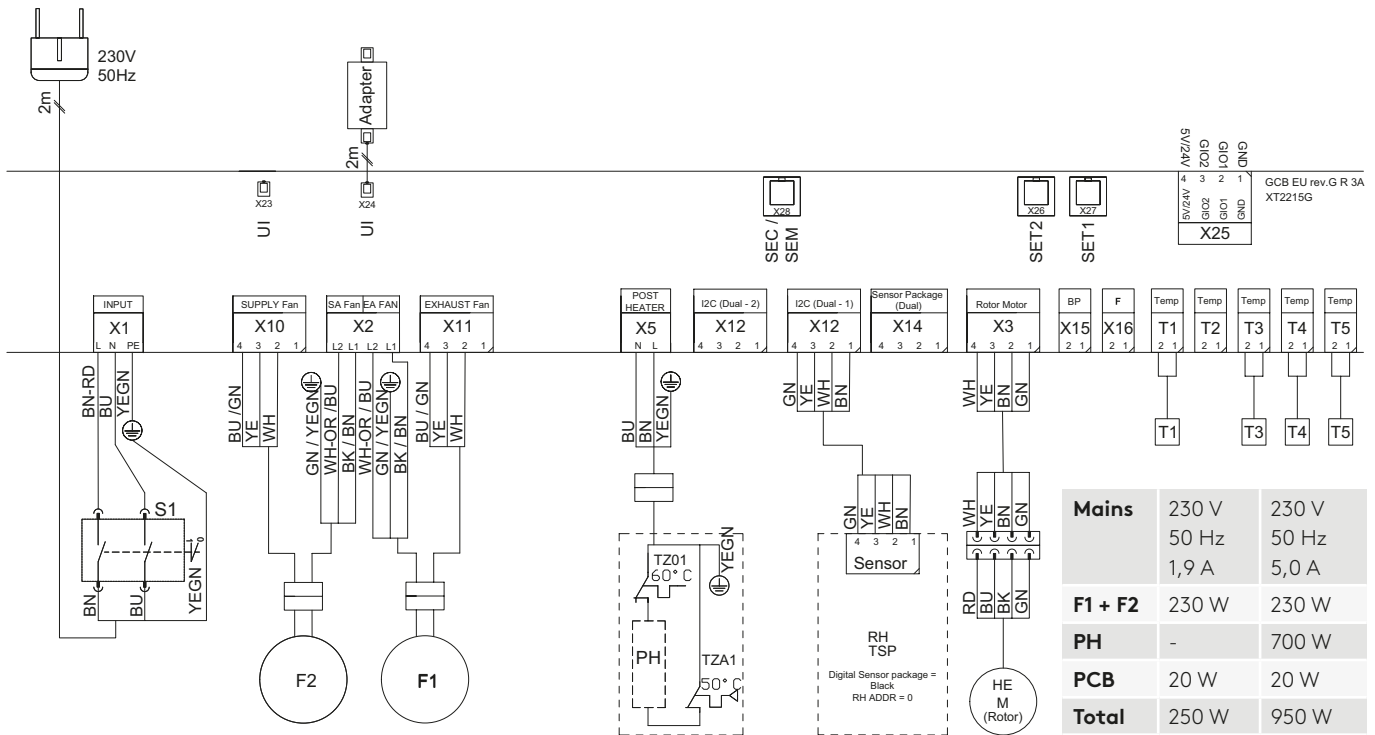 230V
50Hz
2m
Adapter
2m
X23
UI
X24
UI
X28
SEC /
SEM
X26
SET2
X27
SET1
5V/24V GIO2 GIO1 GND
4 3 2 1
5V/24V GIO2 GIO1 GND
X25
GCB EU rev.G R 3A
XT2215G
INPUT
X1
L N PE
SUPPLY Fan
X10
4 3 2 1
SA Fan EA FAN
X2
L2 L1 L2 L1
EXHAUST Fan
X11
4 3 2 1
POST
HEATER
X5
N L
I2C (Dual - 2)
X12
4 3 2 1
I2C (Dual - 1)
X12
4 3 2 1
Sensor Package
(Dual)
X14
4 3 2 1
Rotor Motor
X3
4 3 2 1
BP
X15
2 1
F
X16
2 1
Temp
T1
2 1
Temp
T2
2 1
Temp
T3
2 1
Temp
T4
2 1
Temp
T5
2 1
BN-RD
BU
YEGN
BU /GN
YE
WH
GN / YEGN
WH-OR /BU
BK / BN
WH-OR / BU
GN / YEGN
BK / BN
BU / GN
YE
WH
BU
BN
YEGN
GN
YE
WH
BN
WH
YE
BN
GN
T1
T3
T4
T5
S1
1 0
BN
BU
YEGN
F2
F1
TZ01
60° C
YEGN
PH
TZA1
50° C
GN
YE
WH
BN
4 3 2 1
Sensor
RH
TSP
Digital Sensor package =
Black
RH ADDR = 0
WH
YE
BN
GN
RD
BU
BK
GN
HE
M
(Rotor)
Mains 230 V 230 V
50 Hz 50 Hz
1,9 A 5,0 A
F1 + F2 230 W 230 W
PH - 700 W
PCB 20 W 20 W
Total 250 W 950 W